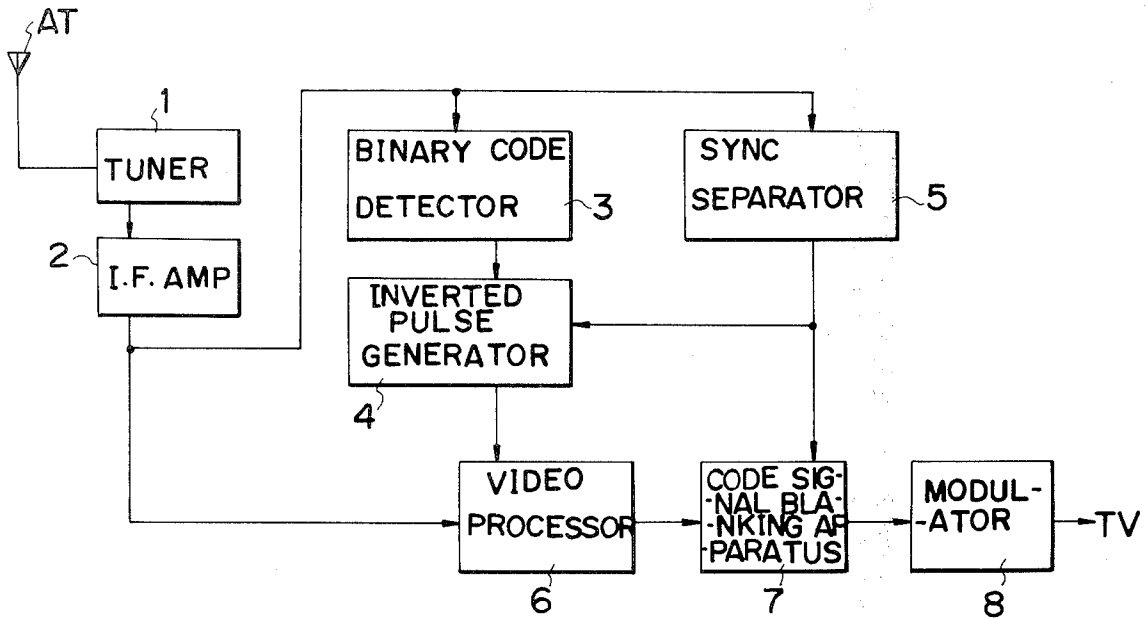 AT
1
TUNER
2
I.F. AMP
BINARY CODE
DETECTOR
3
SYNC
SEPARATOR
5
INVERTED
PULSE
GENERATOR
4
VIDEO
PROCESSOR
6
CODE SIG-
-NAL BLA-
-NKING AP
-PARATUS
7
MODUL-
-ATOR
8
TV